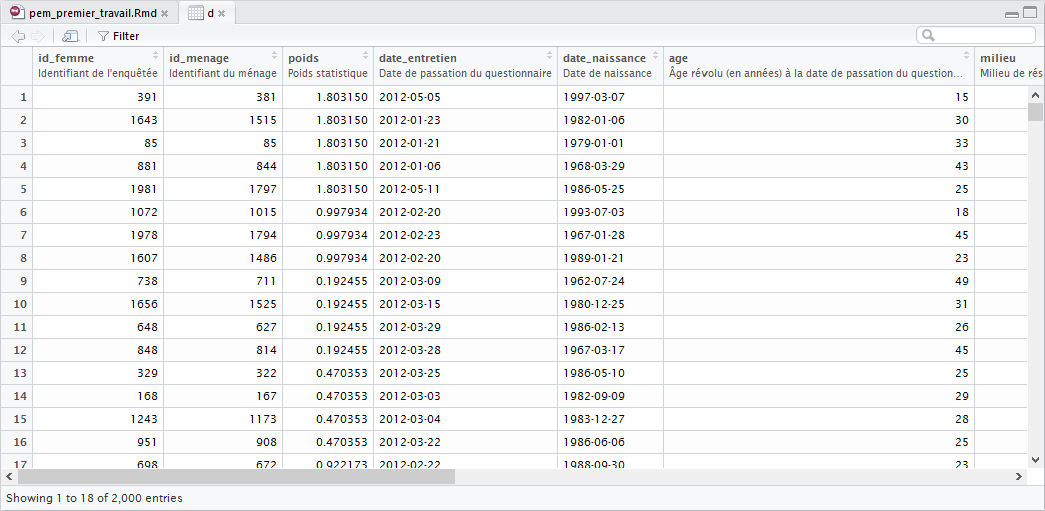 pem_premier_travail.Rmd d
Filter
id_femme id_menage poids date_entretien date_naissance age milieu
Identifiant de l'enquêtée Identifiant du ménage Poids statistique Date de passation du questionnaire Date de naissance Âge révolu (en années) à la date de passation du question... Milieu de rés
1 391 381 1.803150 2012-05-05 1997-03-07 15
2 1643 1515 1.803150 2012-01-23 1982-01-06 30
3 85 85 1.803150 2012-01-21 1979-01-01 33
4 881 844 1.803150 2012-01-06 1968-03-29 43
5 1981 1797 1.803150 2012-05-11 1986-05-25 25
6 1072 1015 0.997934 2012-02-20 1993-07-03 18
7 1978 1794 0.997934 2012-02-23 1967-01-28 45
8 1607 1486 0.997934 2012-02-20 1989-01-21 23
9 738 711 0.192455 2012-03-09 1962-07-24 49
10 1656 1525 0.192455 2012-03-15 1980-12-25 31
11 648 627 0.192455 2012-03-29 1986-02-13 26
12 848 814 0.192455 2012-03-28 1967-03-17 45
13 329 322 0.470353 2012-03-25 1986-05-10 25
14 168 167 0.470353 2012-03-03 1982-09-09 29
15 1243 1173 0.470353 2012-03-04 1983-12-27 28
16 951 908 0.470353 2012-03-22 1986-06-06 25
17 698 672 0.922173 2012-02-22 1988-09-30 23
Showing 1 to 18 of 2,000 entries